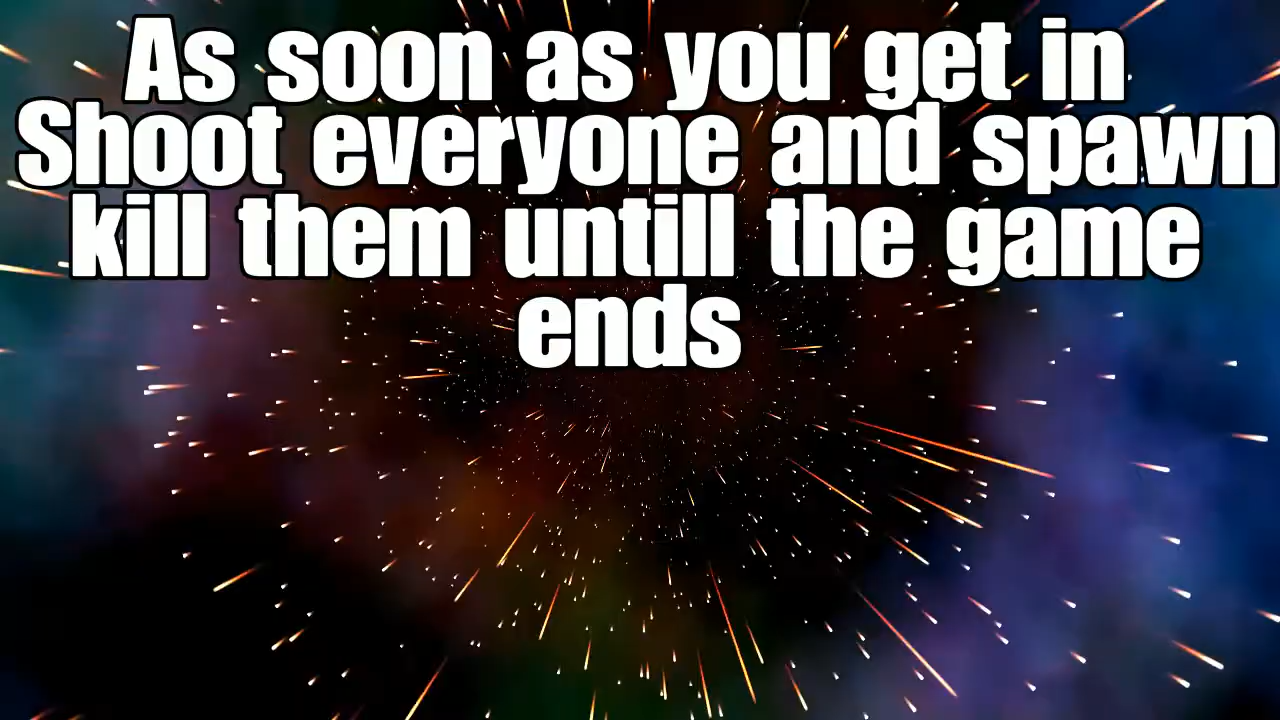 As soon as you get in
Shoot everyone and spawn
kill them untill the game
ends